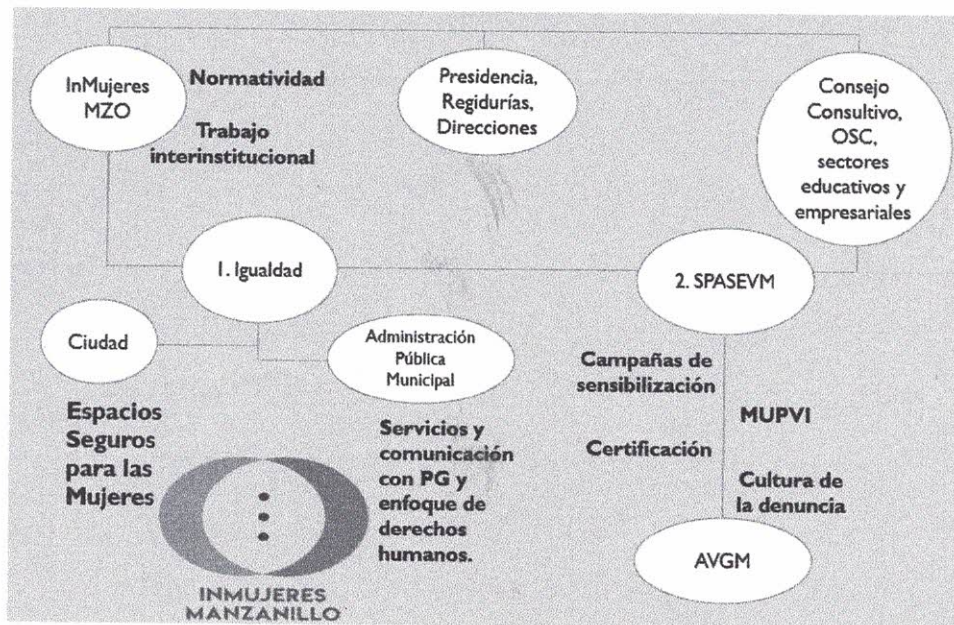 InMujeres
MZO
Normatividad
Trabajo
interinstitucional
Presidencia,
Regidurías,
Direcciones
Consejo
Consultivo,
OSC,
sectores
educativos y
empresariales
1. Igualdad
2. SPASEVM
Ciudad
Administración
Pública
Municipal
Espacios
Seguros
para las
Mujeres
Servicios y
comunicación
con PG y
enfoque de
derechos
humanos.
Campañas de
sensibilización
MUPVI
Certificación
Cultura de
la denuncia
AVGM
INMUJERES
MANZANILLO